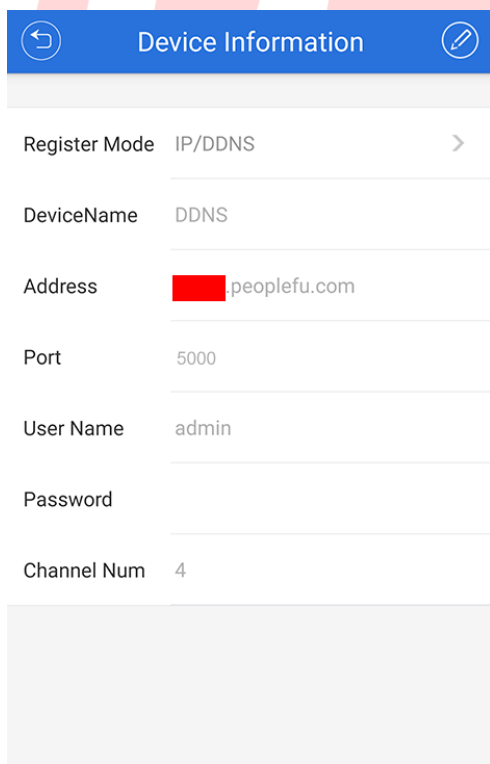 Device Information
Register Mode IP/DDNS
DeviceName DDNS
Address .peoplefu.com
Port 5000
User Name admin
Password
Channel Num 4